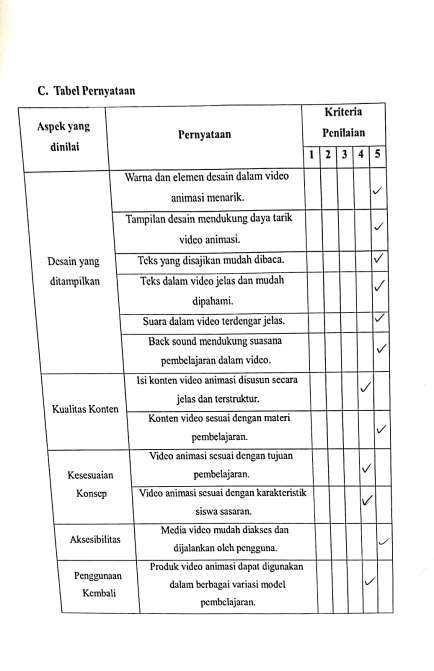 C. Tabel Pernyataan
Aspek yang
dinilai
Pernyataan
Kriteria
Penilaian
1 2 3 4 5
Desain yang
ditampilkan
Warna dan elemen desain dalam video
animasi menarik.
✓
Tampilan desain mendukung daya tarik
video animasi.
✓
Teks yang disajikan mudah dibaca.
✓
Teks dalam video jelas dan mudah
dipahami.
✓
Suara dalam video terdengar jelas.
✓
Back sound mendukung suasana
pembelajaran dalam video.
✓
Kualitas Konten
Isi konten video animasi disusun secara
jelas dan terstruktur.
✓
Konten video sesuai dengan materi
pembelajaran.
✓
Kesesuaian
Konsep
Video animasi sesuai dengan tujuan
pembelajaran.
✓
Video animasi sesuai dengan karakteristik
siswa sasaran.
✓
Aksesibilitas
Media video mudah diakses dan
dijalankan oleh pengguna.
✓
Penggunaan
Kembali
Produk video animasi dapat digunakan
dalam berbagai variasi model
pembelajaran.
✓